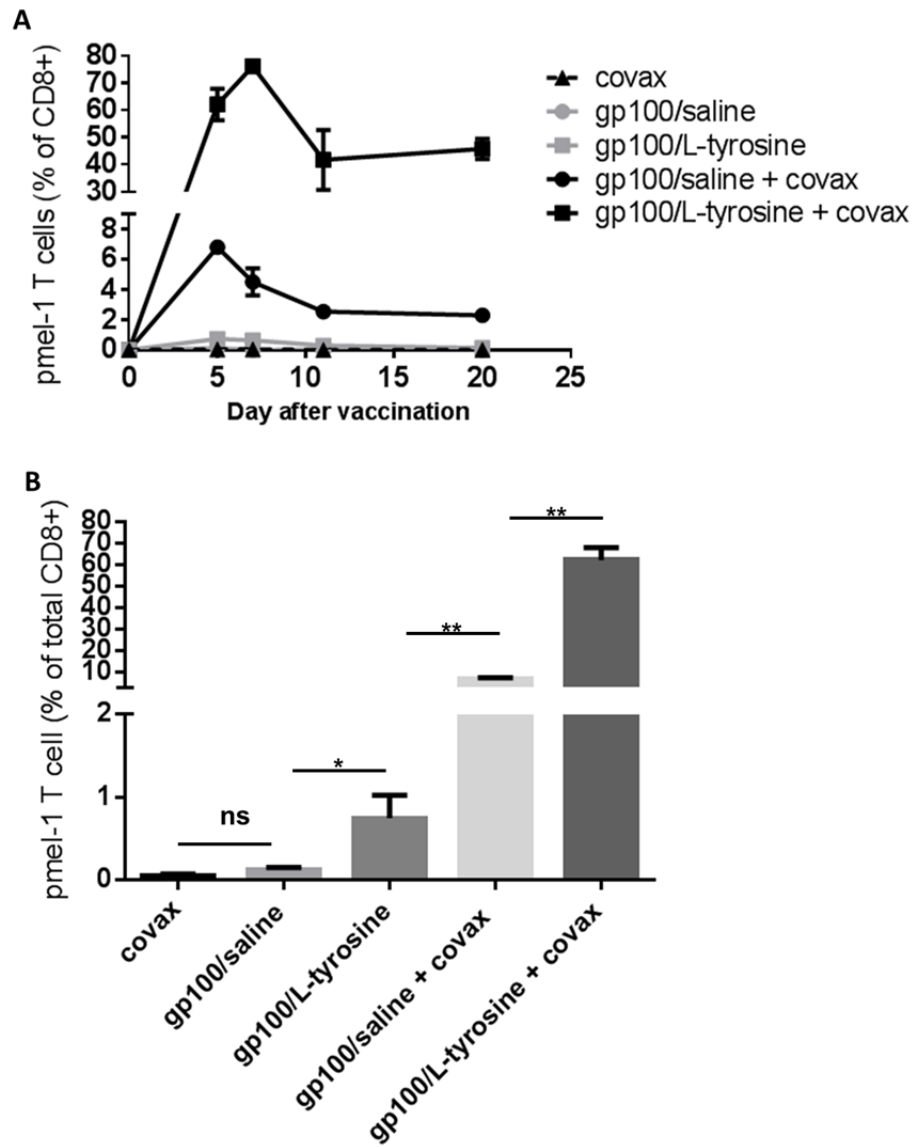 A
pmel-1 T cells (% of CD8+)
80
70
60
50
40
30
8
6
4
2
0
0 5 10 15 20 25
Day after vaccination
covax
gp100/saline
gp100/L-tyrosine
gp100/saline + covax
gp100/L-tyrosine + covax
B
pmel-1 T cell (% of total CD8+)
80
70
60
50
40
30
20
10
2
1
0
ns
*
**
**
covax
gp100/saline
gp100/L-tyrosine
gp100/saline + covax
gp100/L-tyrosine + covax